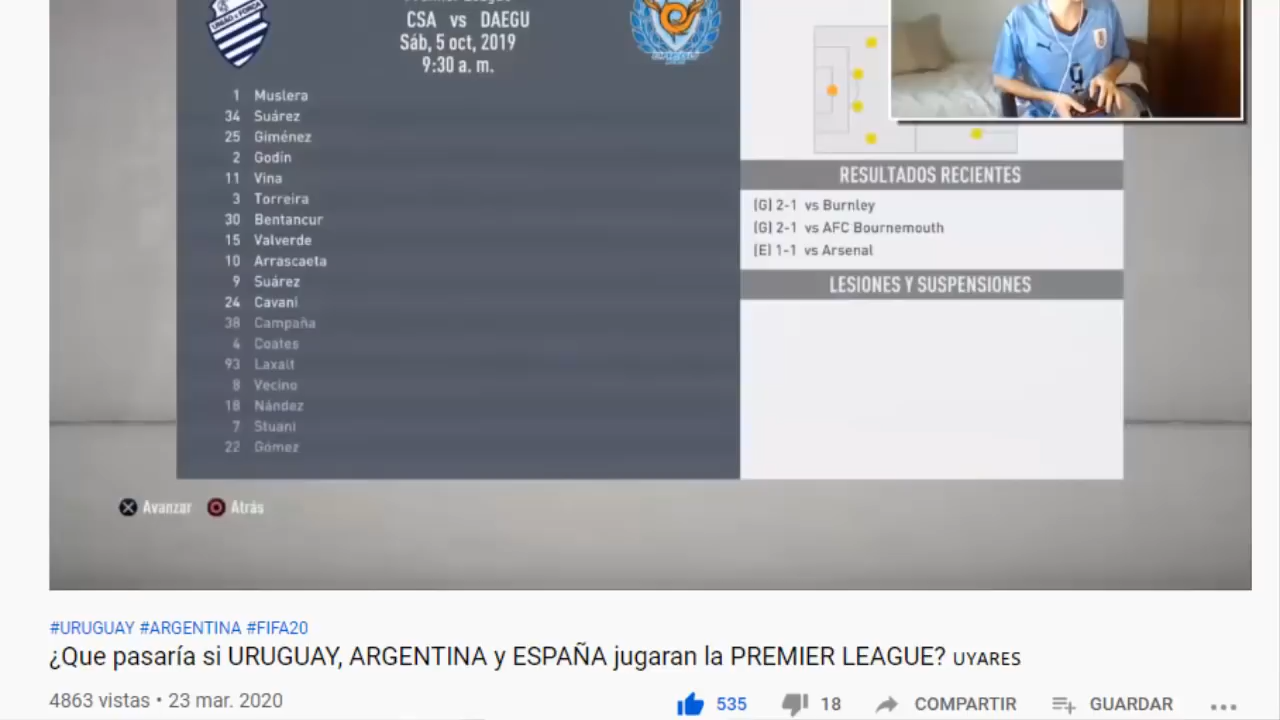 UNIÃO E FORÇA
CSA vs DAEGU
Sáb, 5 oct, 2019
9:30 a. m.
1 Muslera
34 Suárez
25 Giménez
2 Godín
11 Vina
3 Torreira
30 Bentancur
15 Valverde
10 Arrascaeta
9 Suárez
24 Cavani
38 Campaña
4 Coates
93 Laxalt
8 Vecino
18 Nández
7 Stuani
22 Gómez
RESULTADOS RECIENTES
(G) 2-1 vs Burnley
(G) 2-1 vs AFC Bournemouth
(E) 1-1 vs Arsenal
LESIONES Y SUSPENSIONES
Avanzar Atrás
#URUGUAY #ARGENTINA #FIFA20
¿Que pasaría si URUGUAY, ARGENTINA y ESPAÑA jugaran la PREMIER LEAGUE? UYARES
4863 vistas • 23 mar. 2020
535 18 COMPARTIR GUARDAR